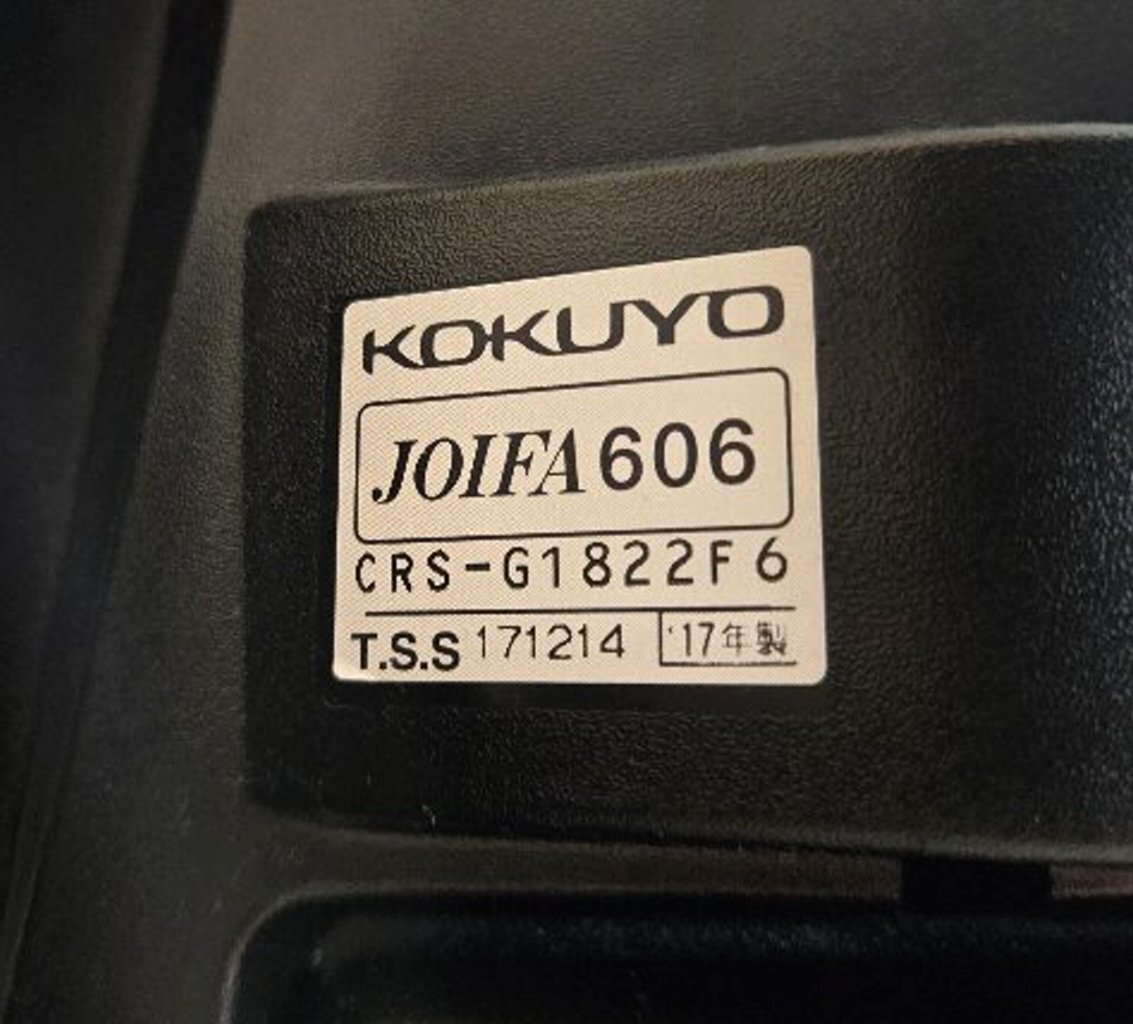 KOKUYO
JOIFA 606
CRS-G1822F6
T.S.S 171214 '17年製